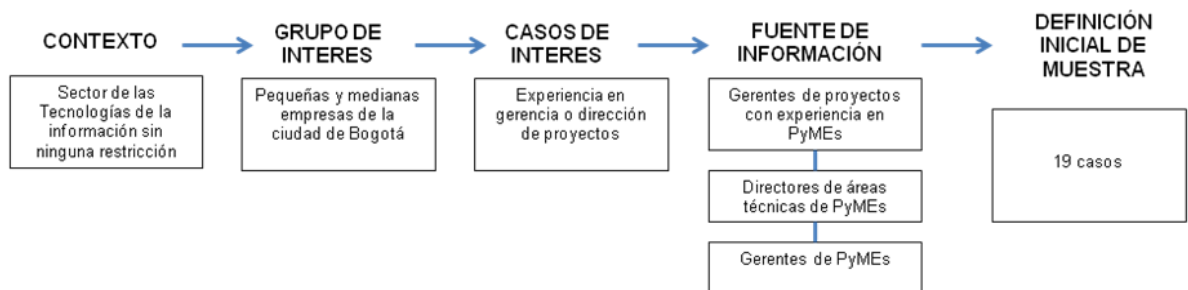 CONTEXTO
Sector de las
Tecnologías de la
información sin
ninguna restricción
GRUPO DE
INTERES
Pequeñas y medianas
empresas de la
ciudad de Bogotá
CASOS DE
INTERES
Experiencia en
gerencia o dirección
de proyectos
FUENTE DE
INFORMACIÓN
Gerentes de proyectos
con experiencia en
PyMEs
Directores de áreas
técnicas de PyMEs
Gerentes de PyMEs
DEFINICIÓN
INICIAL DE
MUESTRA
19 casos